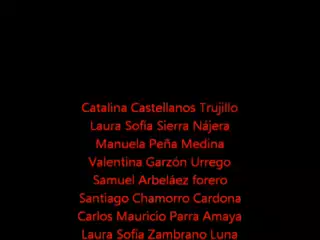 Catalina Castellanos Trujillo
Laura Sofia Sierra Nájera
Manuela Peña Medina
Valentina Garzón Urrego
Samuel Arbeláez forero
Santiago Chamorro Cardona
Carlos Mauricio Parra Amaya
Laura Sofía Zambrano Luna